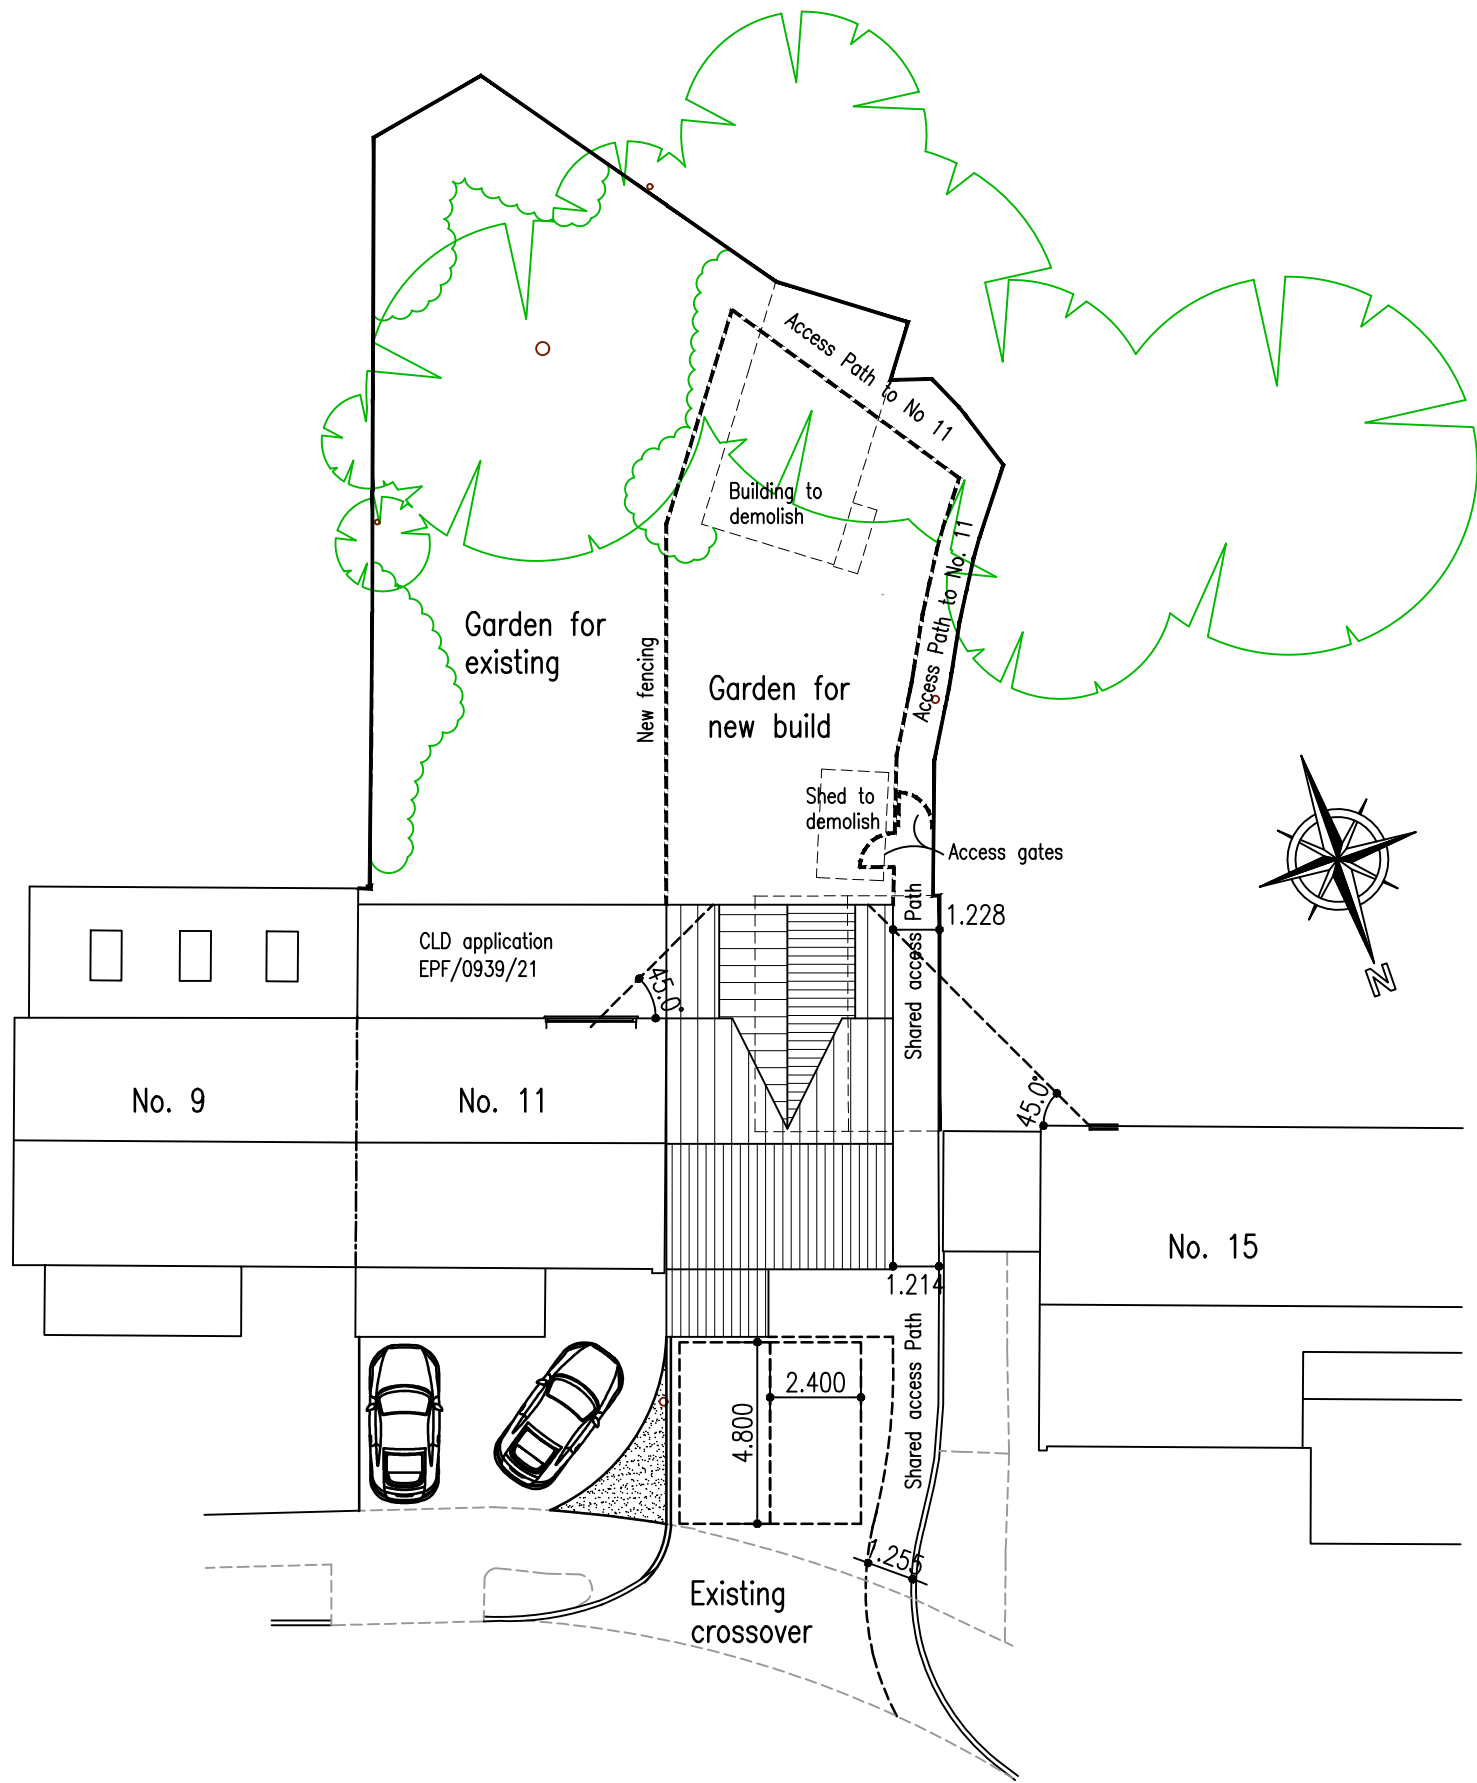 Access Path to No 11
Building to
demolish
Access Path to No. 11
Garden for
existing
New fencing
Garden for
new build
Shed to
demolish
Access gates
Shared access Path
1.228
CLD application
EPF/0939/21
45.0°
45.0°
No. 9
No. 11
No. 15
1.214
Shared access Path
2.400
4.800
1.255
Existing
crossover
N